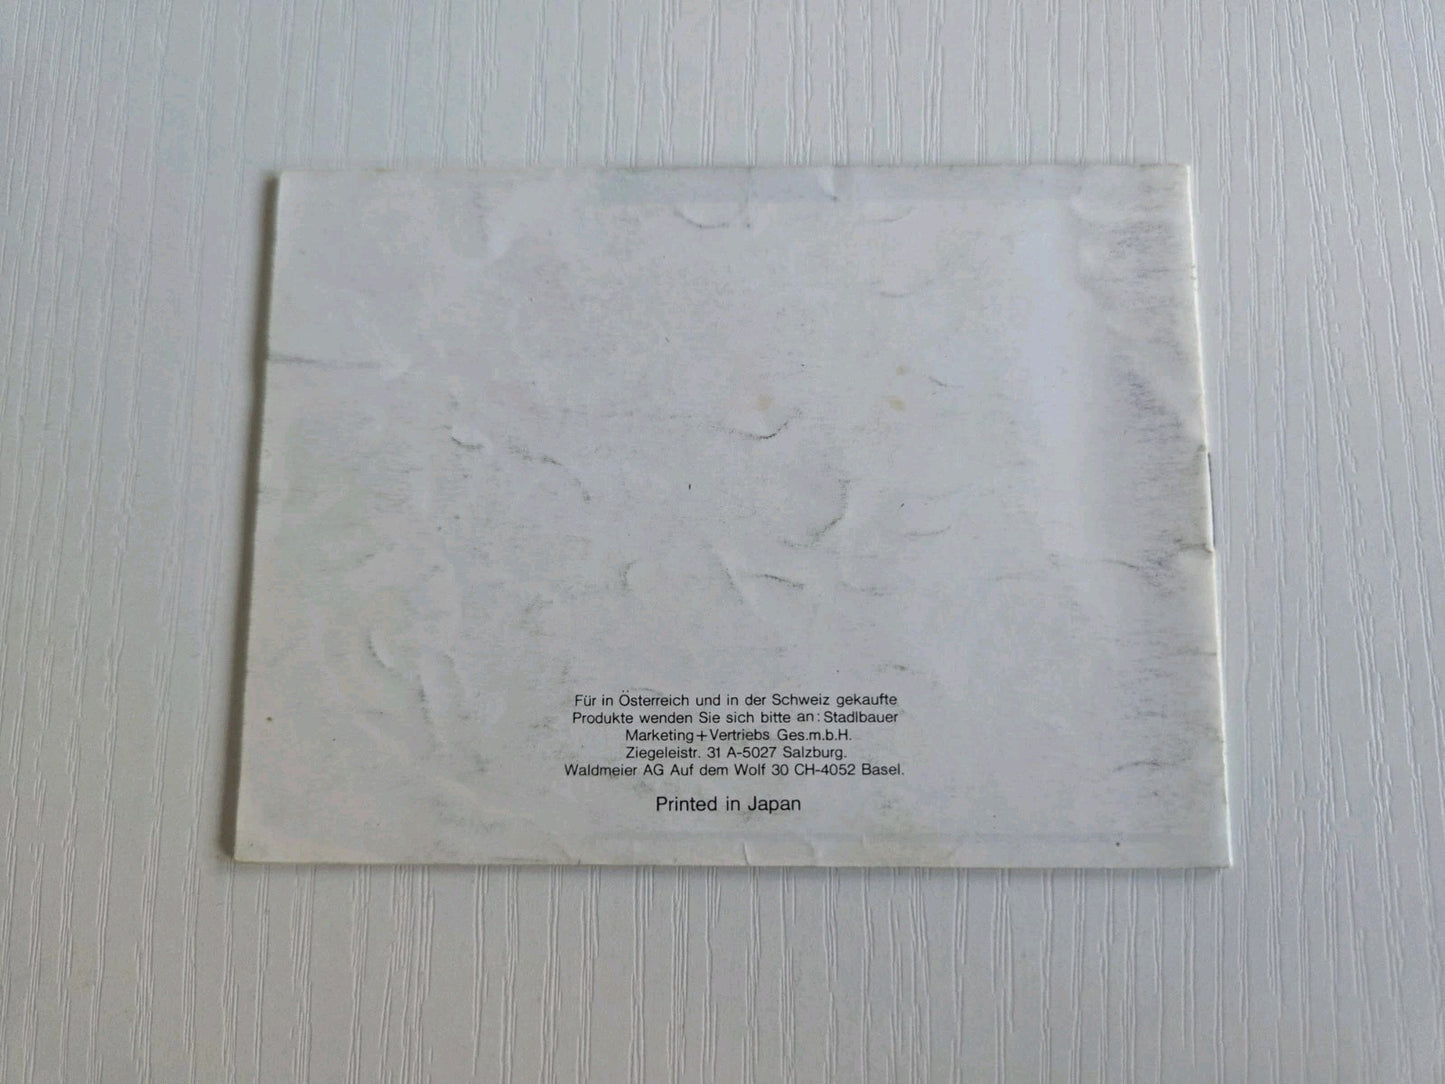 Für in Österreich und in der Schweiz gekaufte
Produkte wenden Sie sich bitte an: Stadlbauer
Marketing+Vertriebs Ges.m.b.H.
Ziegeleistr. 31 A-5027 Salzburg.
Waldmeier AG Auf dem Wolf 30 CH-4052 Basel.
Printed in Japan